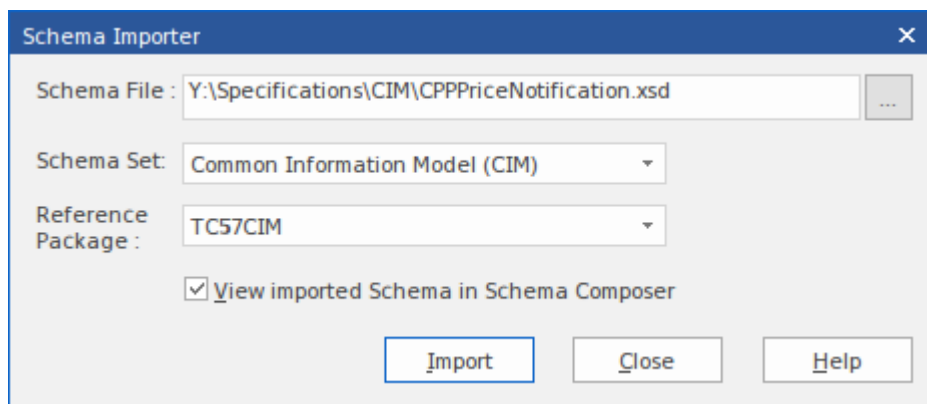 Schema Importer
Schema File : Y:\Specifications\CIM\CPPPriceNotification.xsd ...
Schema Set: Common Information Model (CIM)
Reference
Package : TC57CIM
View imported Schema in Schema Composer
Import Close Help